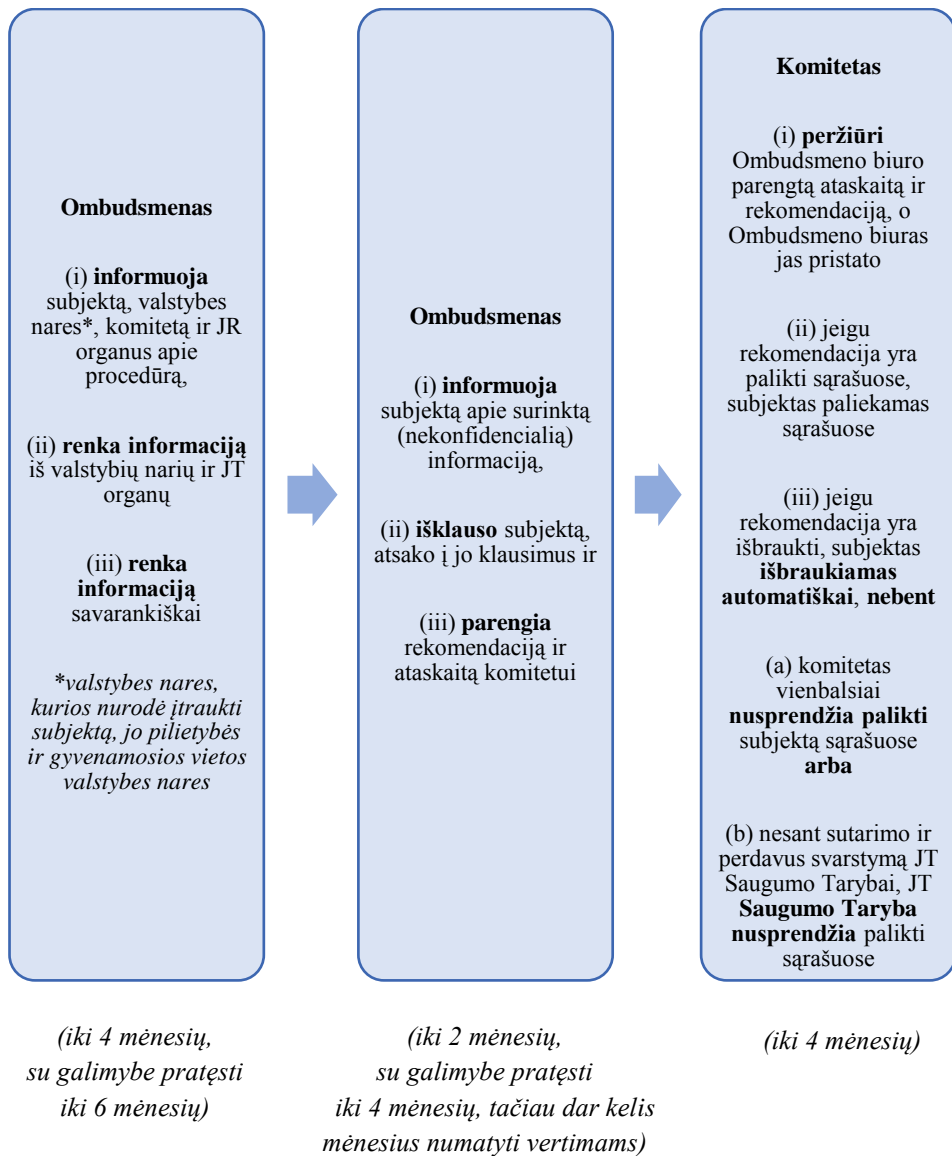 Ombudsmenas
(i) informuoja
subjektą, valstybes
nares*, komitetą ir JR
organus apie
procedūrą,
(ii) renka informaciją
iš valstybių narių ir JT
organų
(iii) renka
informaciją
savarankiškai
*valstybes nares,
kurios nurodė įtraukti
subjektą, jo pilietybės
ir gyvenamosios vietos
valstybes nares
(iki 4 mėnesių,
su galimybe pratęsti
iki 6 mėnesių)
Ombudsmenas
(i) informuoja
subjektą apie surinktą
(nekonfidencialią)
informaciją,
(ii) išklauso subjektą,
atsako į jo klausimus ir
(iii) parengia
rekomendaciją ir
ataskaitą komitetui
(iki 2 mėnesių,
su galimybe pratęsti
iki 4 mėnesių, tačiau dar kelis
mėnesius numatyti vertimams)
Komitetas
(i) peržiūri
Ombudsmeno biuro
parengtą ataskaitą ir
rekomendaciją, o
Ombudsmeno biuras
jas pristato
(ii) jeigu
rekomendacija yra
palikti sąrašuose,
subjektas paliekamas
sąrašuose
(iii) jeigu
rekomendacija yra
išbraukti, subjektas
išbraukiamas
automatiškai, nebent
(a) komitetas
vienbalsiai
nusprendžia palikti
subjektą sąrašuose
arba
(b) nesant sutarimo ir
perdavus svarstymą JT
Saugumo Tarybai, JT
Saugumo Taryba
nusprendžia palikti
sąrašuose
(iki 4 mėnesių)